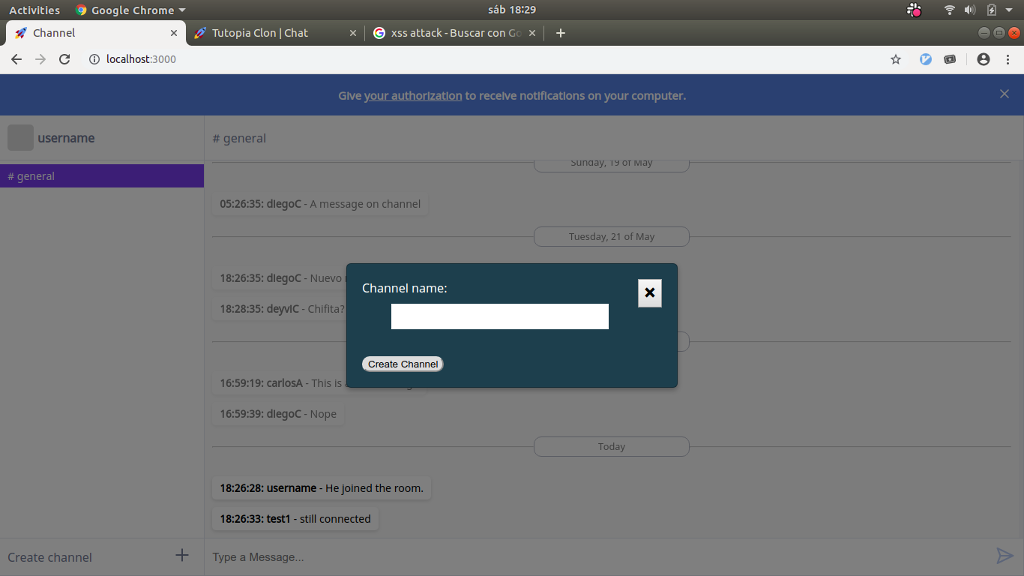 Activities Google Chrome sáb 18:29
Channel Tutopia Clon | Chat xss attack - Buscar con Go
localhost:3000
Give your authorization to receive notifications on your computer.
username # general
# general
Sunday, 19 of May
05:26:35: diegoC - A message on channel
Tuesday, 21 of May
18:26:35: diegoC - Nuevo
18:28:35: deyviC - Chifita?
Channel name:
Create Channel
16:59:19: carlosA - This is
16:59:39: diegoC - Nope
Today
18:26:28: username - He joined the room.
18:26:33: test1 - still connected
Create channel Type a Message...